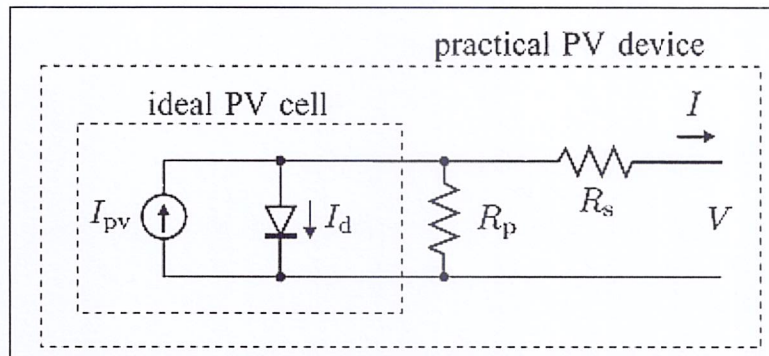 practical PV device
ideal PV cell
I
I_pv
I_d
R_p
R_s
V